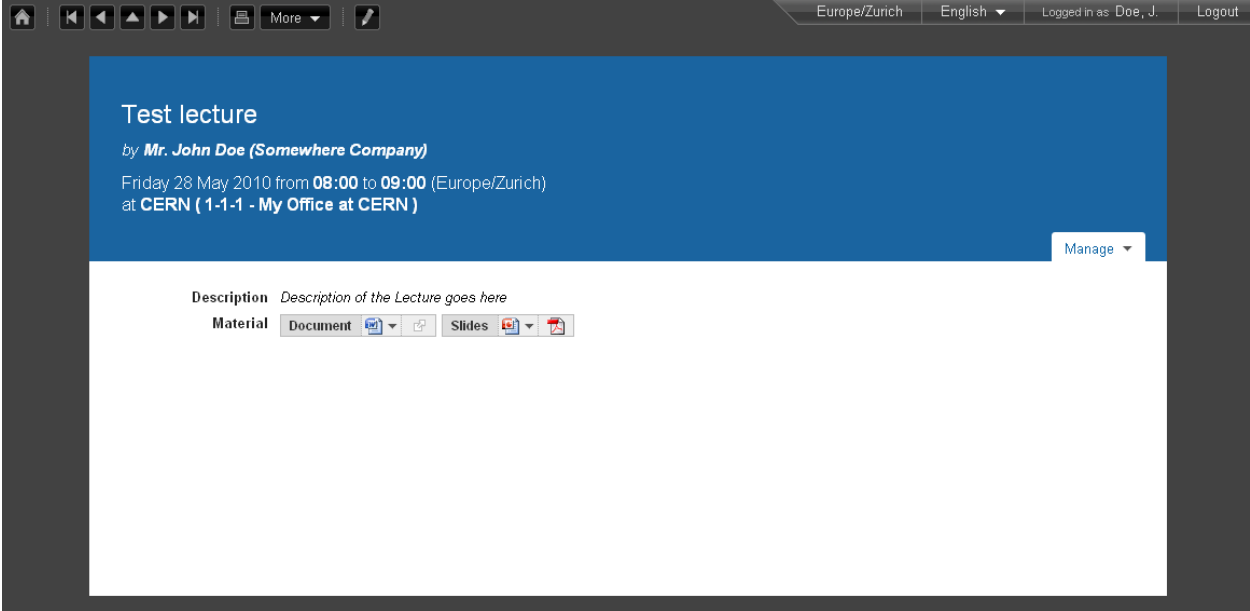 More
Europe/Zurich English Logged in as Doe, J. Logout
Test lecture
by Mr. John Doe (Somewhere Company)
Friday 28 May 2010 from 08:00 to 09:00 (Europe/Zurich)
at CERN ( 1-1-1 - My Office at CERN )
Manage
Description Description of the Lecture goes here
Material Document Slides